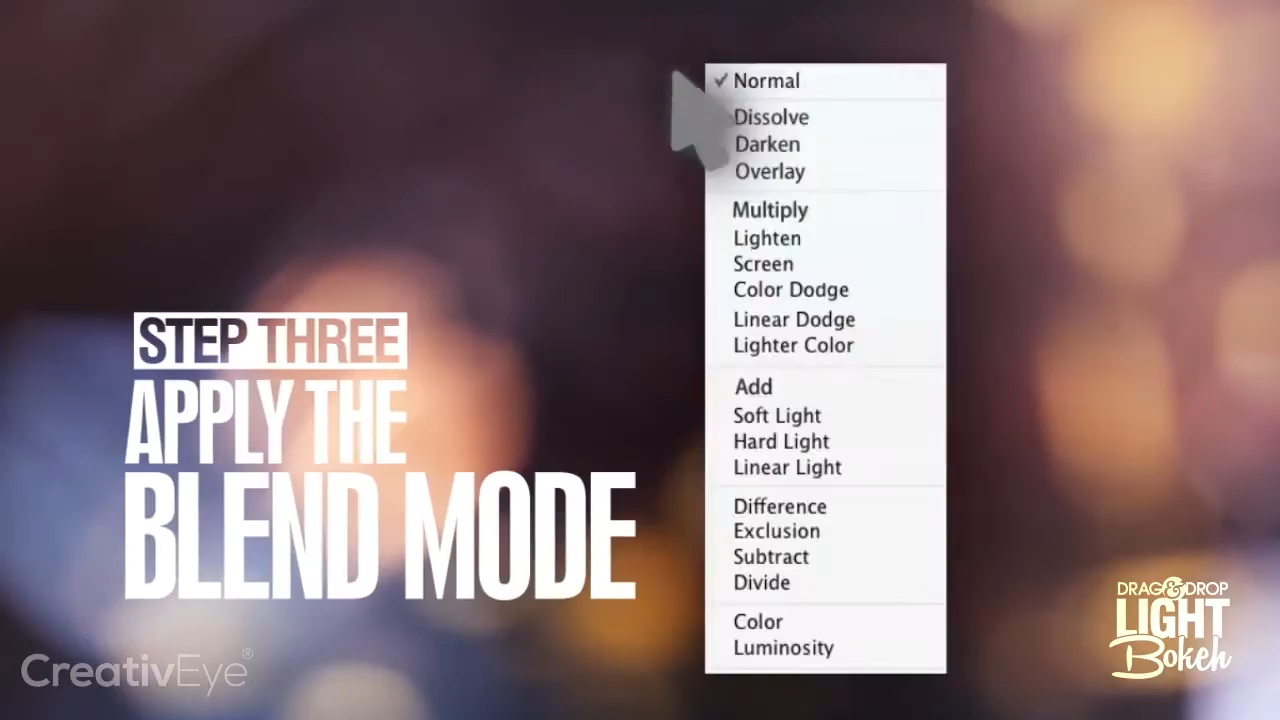 STEP THREE
APPLY THE
BLEND MODE
Normal
Dissolve
Darken
Overlay
Multiply
Lighten
Screen
Color Dodge
Linear Dodge
Lighter Color
Add
Soft Light
Hard Light
Linear Light
Difference
Exclusion
Subtract
Divide
Color
Luminosity
CreativEye®
DRAG&DROP
LIGHT
Bokeh